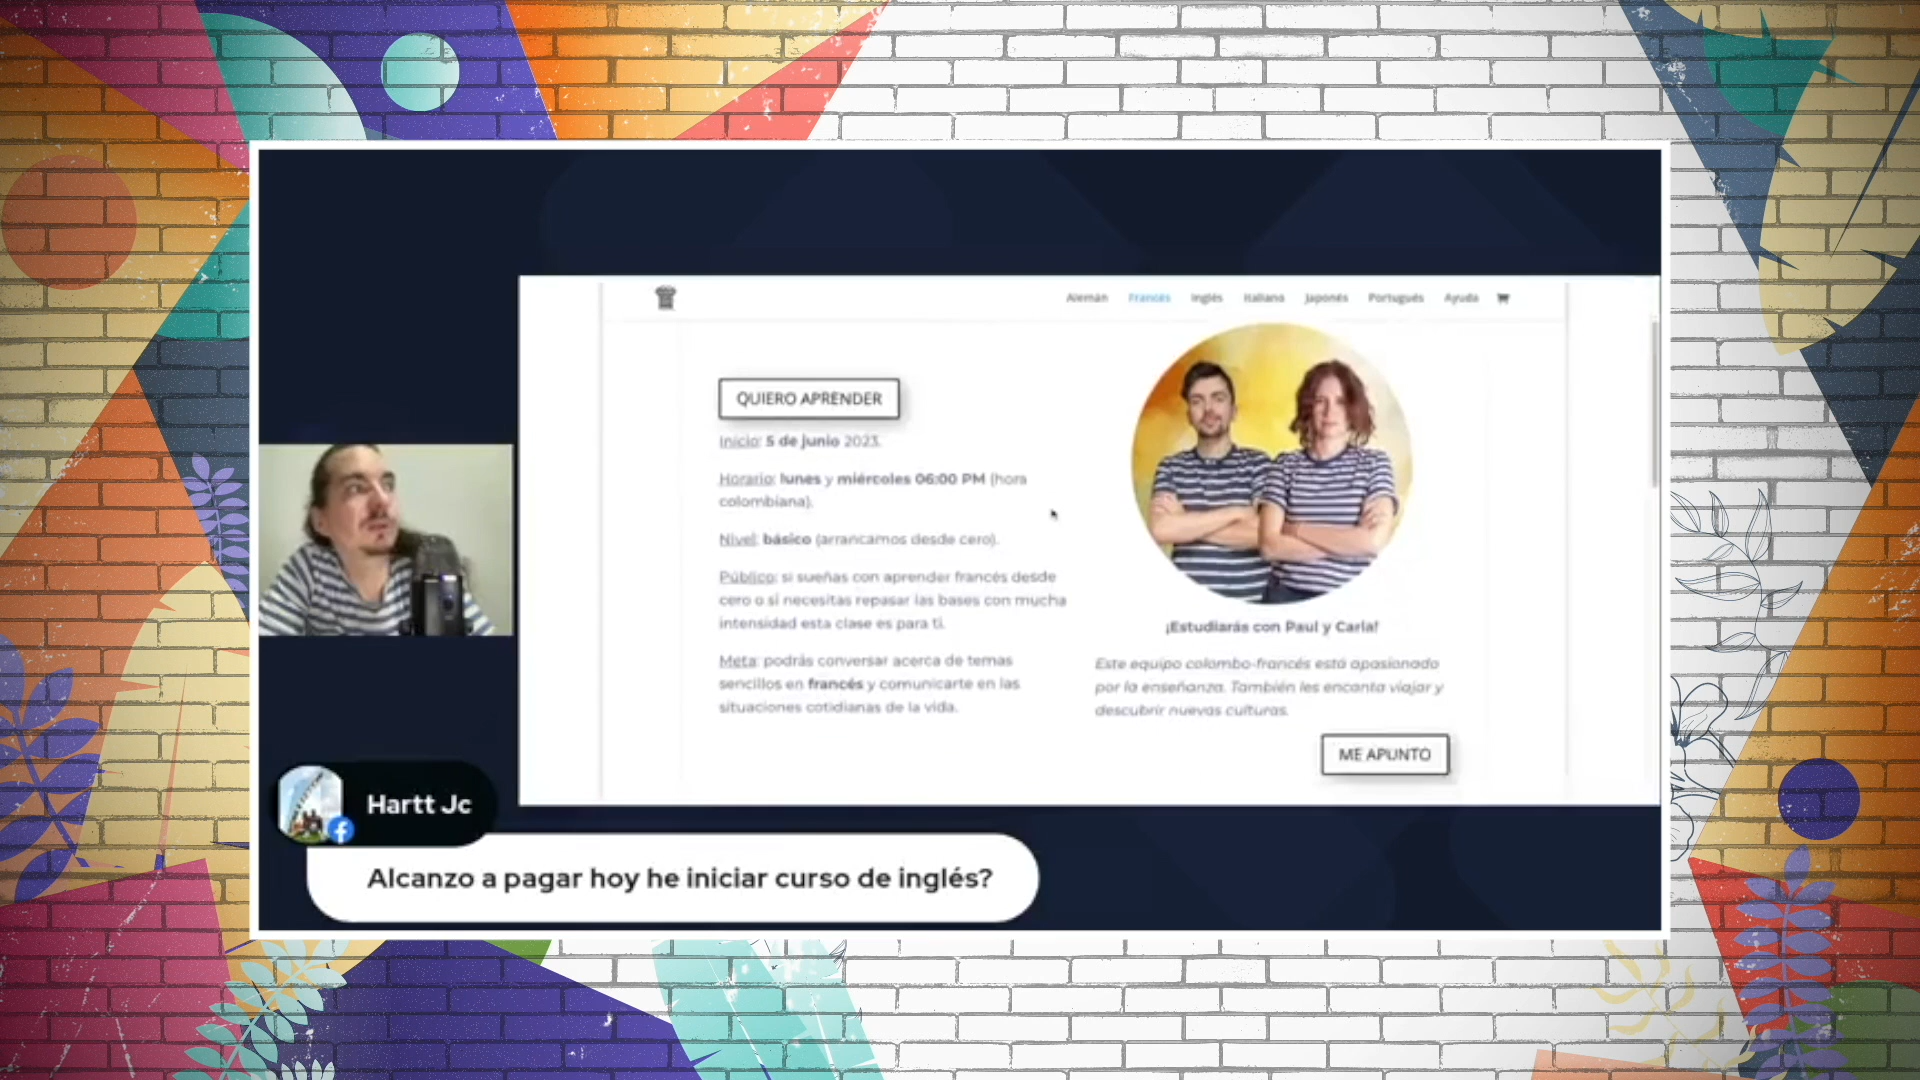 Alemán Francés Inglés Italiano Japonés Portugués Ayuda
QUIERO APRENDER
Inicio: 5 de junio 2023.
Horario: lunes y miércoles 06:00 PM (hora
colombiana).
Nivel: básico (arrancamos desde cero).
Público: si sueñas con aprender francés desde
cero o si necesitas repasar las bases con mucha
intensidad esta clase es para ti.
Meta: podrás conversar acerca de temas
sencillos en francés y comunicarte en las
situaciones cotidianas de la vida.
¡Estudiarás con Paul y Carla!
Este equipo colombo-francés está apasionado
por la enseñanza. También les encanta viajar y
descubrir nuevas culturas.
ME APUNTO
Hartt Jc
Alcanzo a pagar hoy he iniciar curso de inglés?